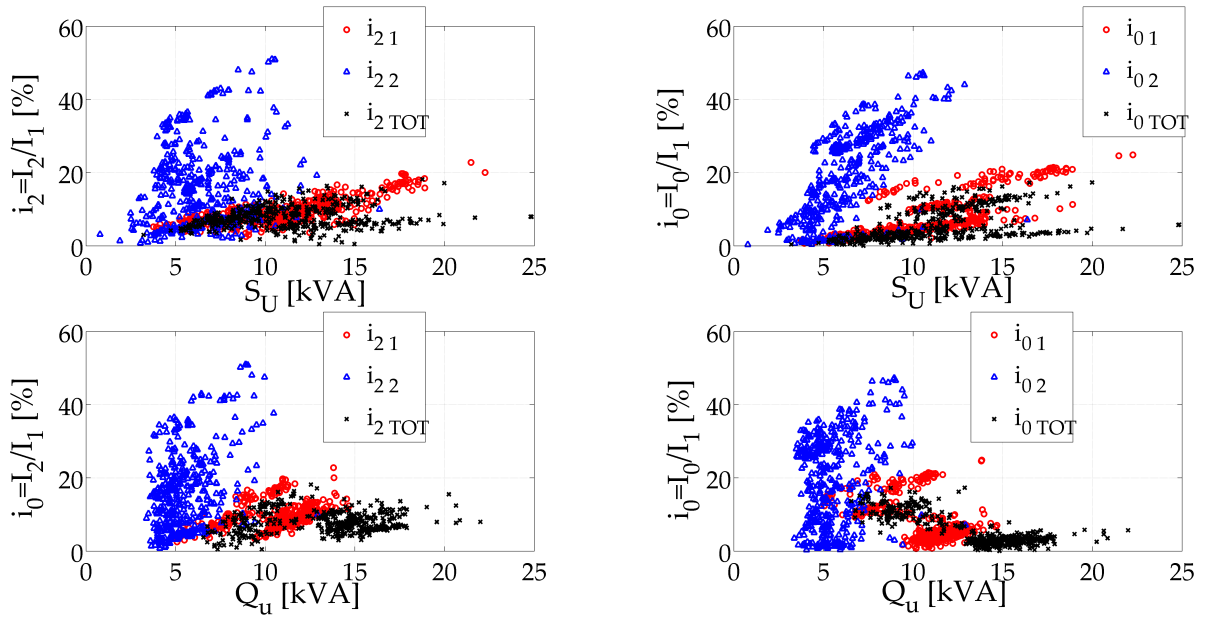 i2=I2/I1 [%]
60
40
20
0
0 5 10 15 20 25
SU [kVA]
i2 1
i2 2
i2 TOT
i0=I0/I1 [%]
60
40
20
0
0 5 10 15 20 25
SU [kVA]
i0 1
i0 2
i0 TOT
i0=I2/I1 [%]
60
40
20
0
0 5 10 15 20 25
Qu [kVA]
i2 1
i2 2
i2 TOT
i0=I0/I1 [%]
60
40
20
0
0 5 10 15 20 25
Qu [kVA]
i0 1
i0 2
i0 TOT